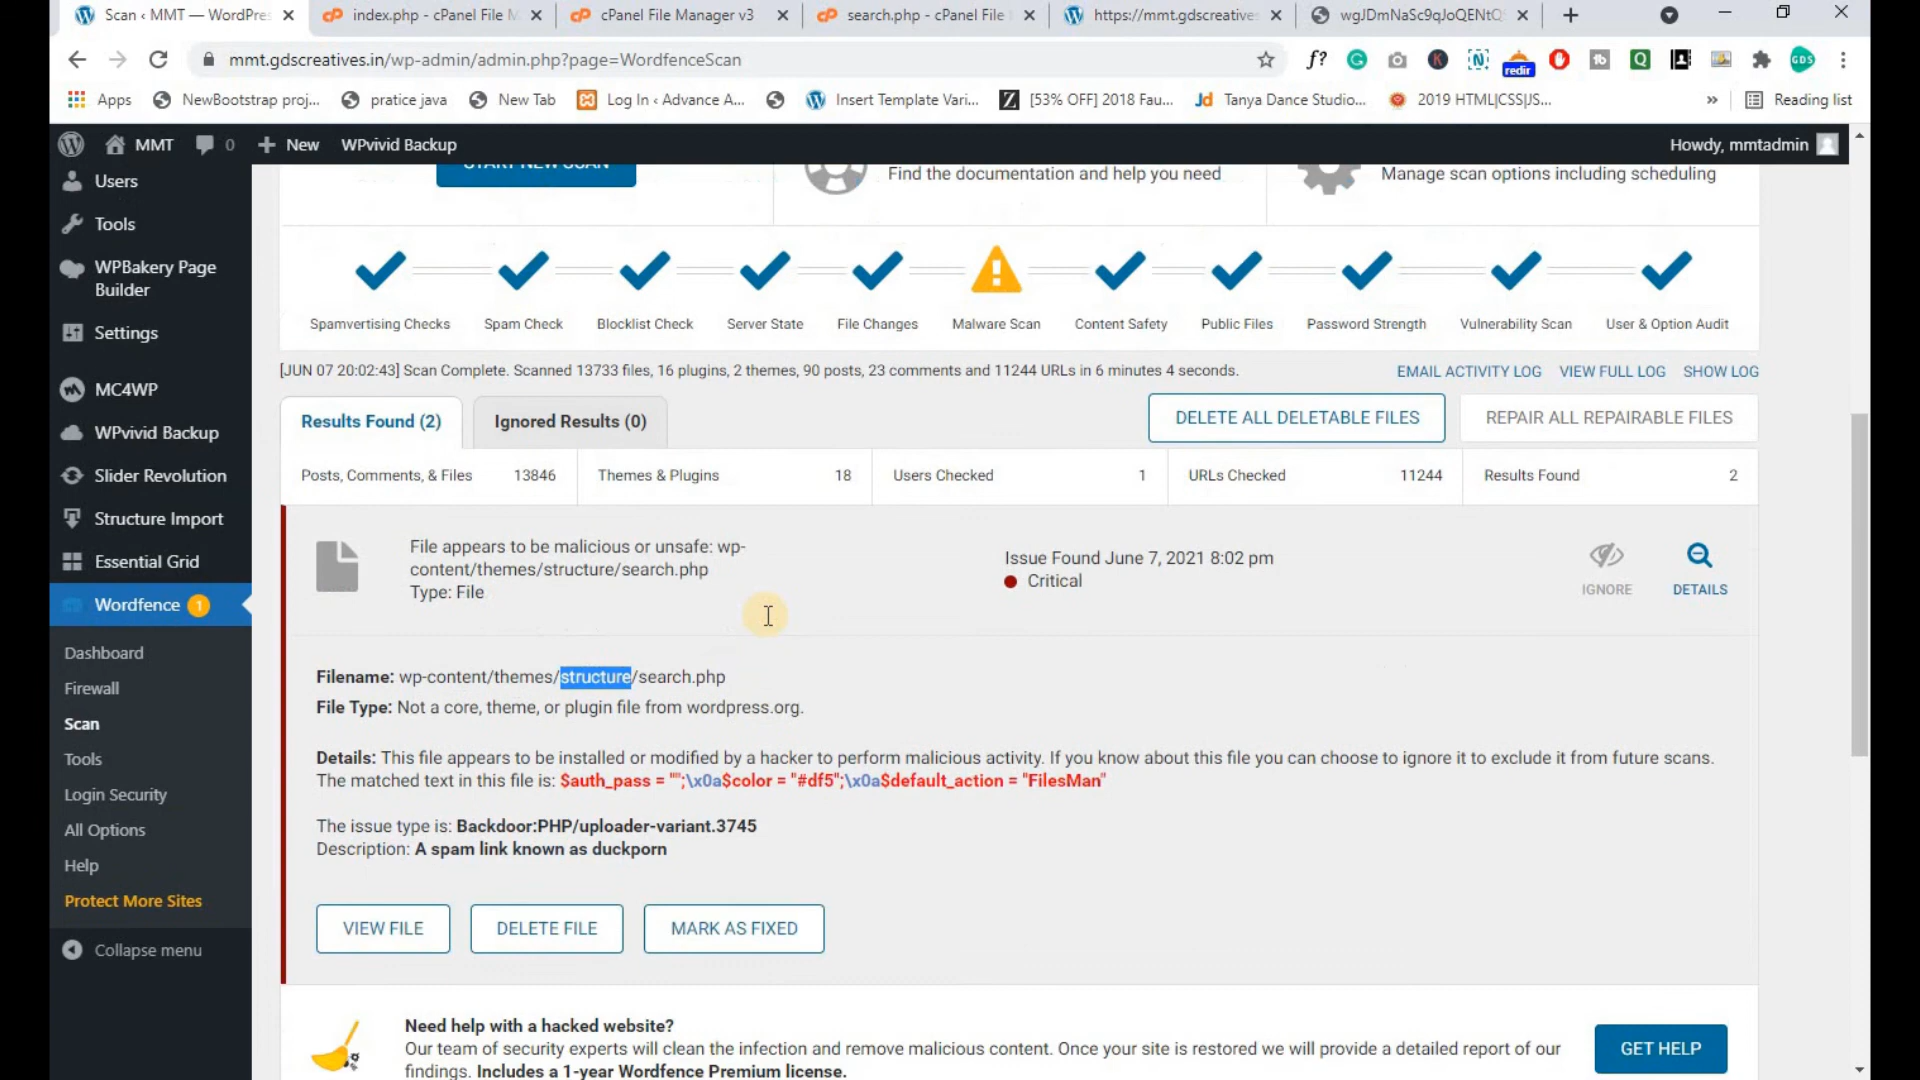 Scan ‹ MMT — WordPres
index.php - cPanel File M
cPanel File Manager v3
search.php - cPanel File
https://mmt.gdscreatives
wgJDmNaSc9qJoQENtQ
mmt.gdscreatives.in/wp-admin/admin.php?page=WordfenceScan
f?
redir
GDS
Apps
NewBootstrap proj...
pratice java
New Tab
Log In ‹ Advance A...
Insert Template Vari...
[53% OFF] 2018 Fau...
Tanya Dance Studio...
2019 HTML|CSS|JS...
»
Reading list
MMT
0
New
WPvivid Backup
Howdy, mmtadmin
Users
Tools
WPBakery Page
Builder
Settings
MC4WP
WPvivid Backup
Slider Revolution
Structure Import
Essential Grid
Wordfence 1
Dashboard
Firewall
Scan
Tools
Login Security
All Options
Help
Protect More Sites
Collapse menu
START NEW SCAN
Find the documentation and help you need
Manage scan options including scheduling
Spamvertising Checks
Spam Check
Blocklist Check
Server State
File Changes
Malware Scan
Content Safety
Public Files
Password Strength
Vulnerability Scan
User & Option Audit
[JUN 07 20:02:43] Scan Complete. Scanned 13733 files, 16 plugins, 2 themes, 90 posts, 23 comments and 11244 URLs in 6 minutes 4 seconds.
EMAIL ACTIVITY LOG
VIEW FULL LOG
SHOW LOG
Results Found (2)
Ignored Results (0)
DELETE ALL DELETABLE FILES
REPAIR ALL REPAIRABLE FILES
Posts, Comments, & Files 13846
Themes & Plugins 18
Users Checked 1
URLs Checked 11244
Results Found 2
File appears to be malicious or unsafe: wp-
content/themes/structure/search.php
Type: File
Issue Found June 7, 2021 8:02 pm
Critical
IGNORE
DETAILS
Filename: wp-content/themes/structure/search.php
File Type: Not a core, theme, or plugin file from wordpress.org.
Details: This file appears to be installed or modified by a hacker to perform malicious activity. If you know about this file you can choose to ignore it to exclude it from future scans.
The matched text in this file is: $auth_pass = "";\x0a$color = "#df5";\x0a$default_action = "FilesMan"
The issue type is: Backdoor:PHP/uploader-variant.3745
Description: A spam link known as duckporn
VIEW FILE
DELETE FILE
MARK AS FIXED
Need help with a hacked website?
Our team of security experts will clean the infection and remove malicious content. Once your site is restored we will provide a detailed report of our
findings. Includes a 1-year Wordfence Premium license.
GET HELP